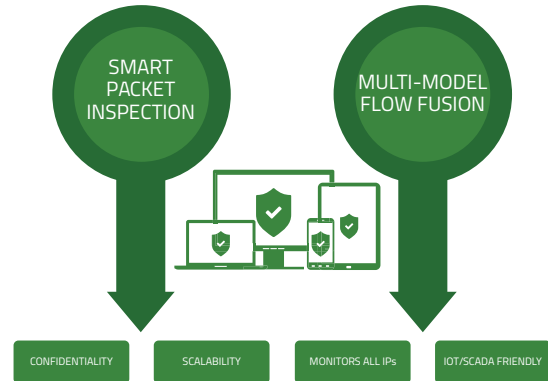 SMART
PACKET
INSPECTION
MULTI-MODEL
FLOW FUSION
CONFIDENTIALITY
SCALABILITY
MONITORS ALL IPs
IOT/SCADA FRIENDLY